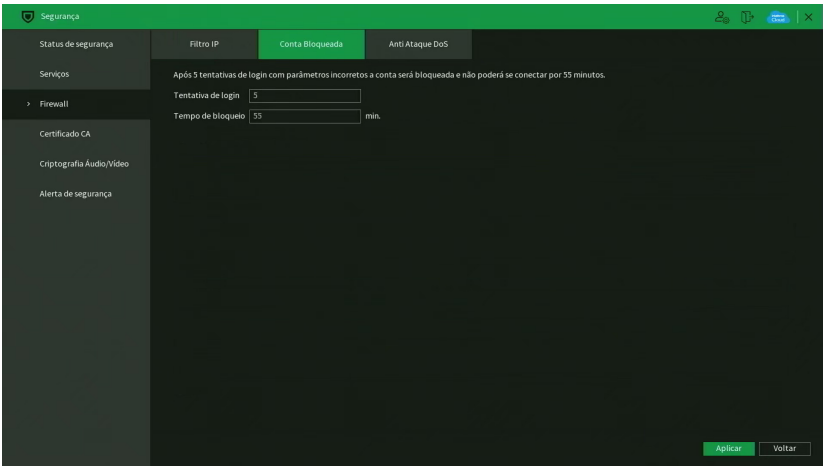 Segurança
Status de segurança
Serviços
Firewall
Certificado CA
Criptografia Áudio/Vídeo
Alerta de segurança
Filtro IP
Conta Bloqueada
Anti Ataque DoS
Após 5 tentativas de login com parâmetros incorretos a conta será bloqueada e não poderá se conectar por 55 minutos.
Tentativa de login 5
Tempo de bloqueio 55 min.
Aplicar Voltar